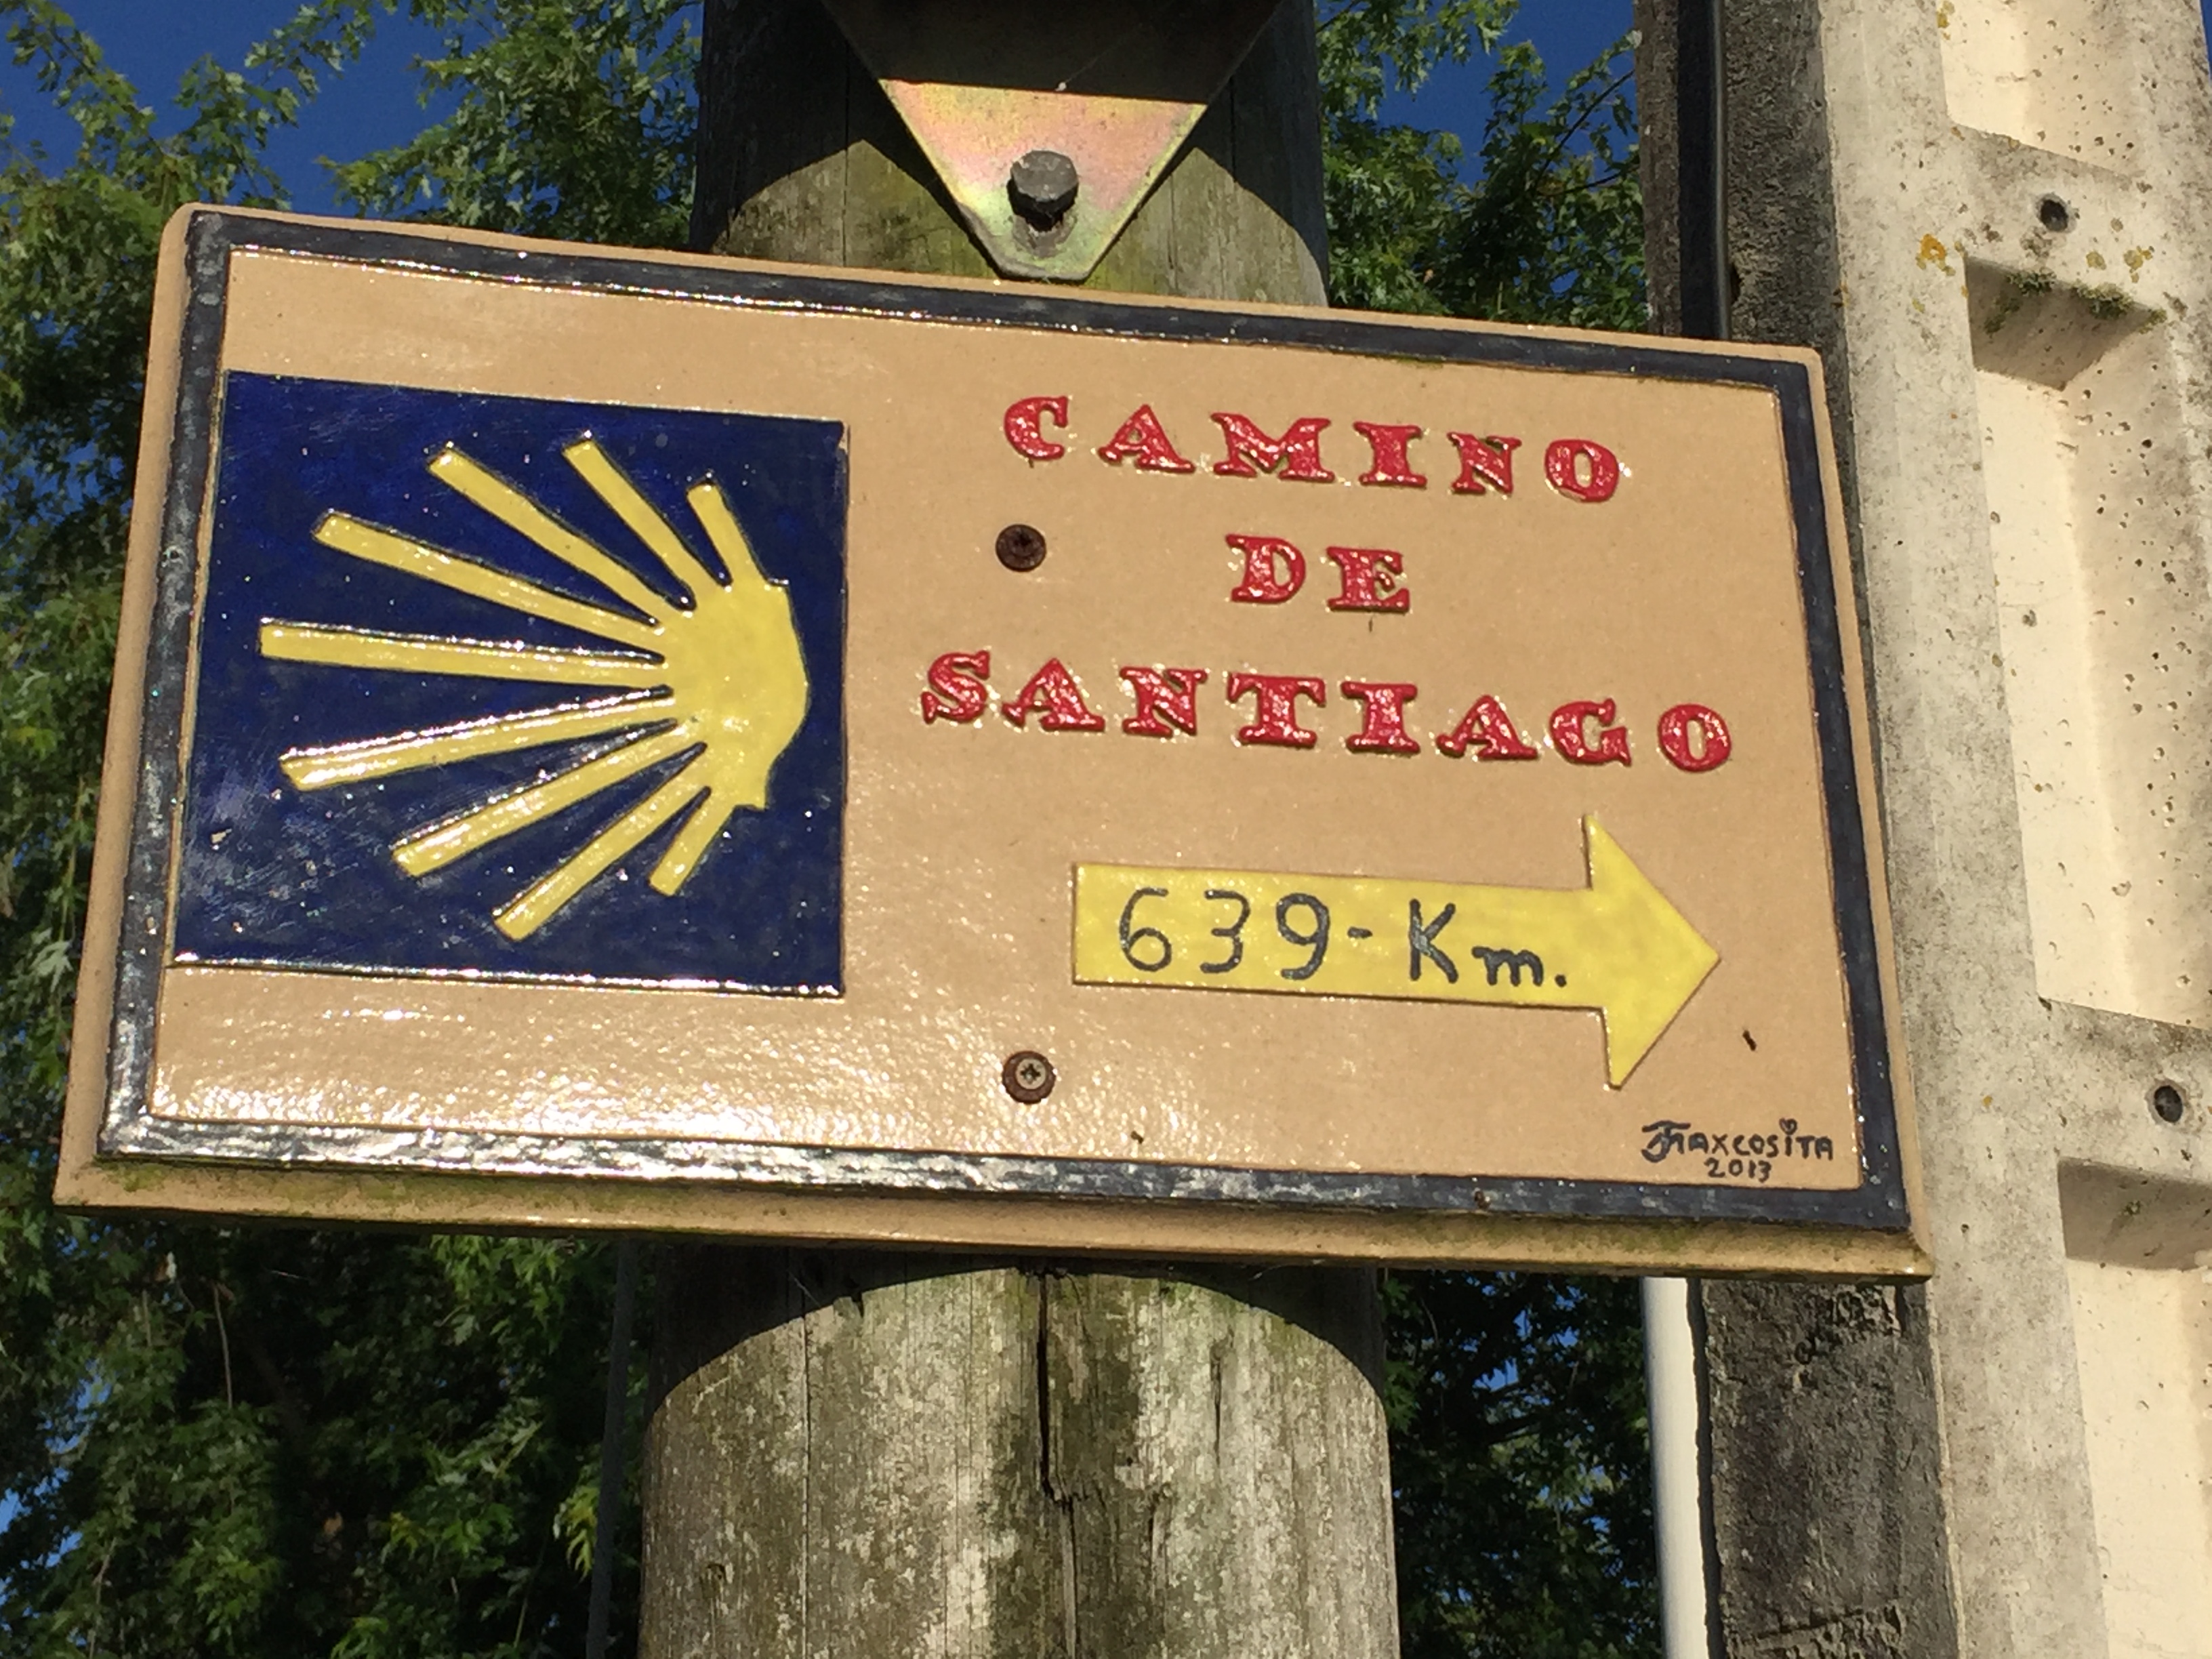 CAMINO
DE
SANTIAGO
639-Km.
2013